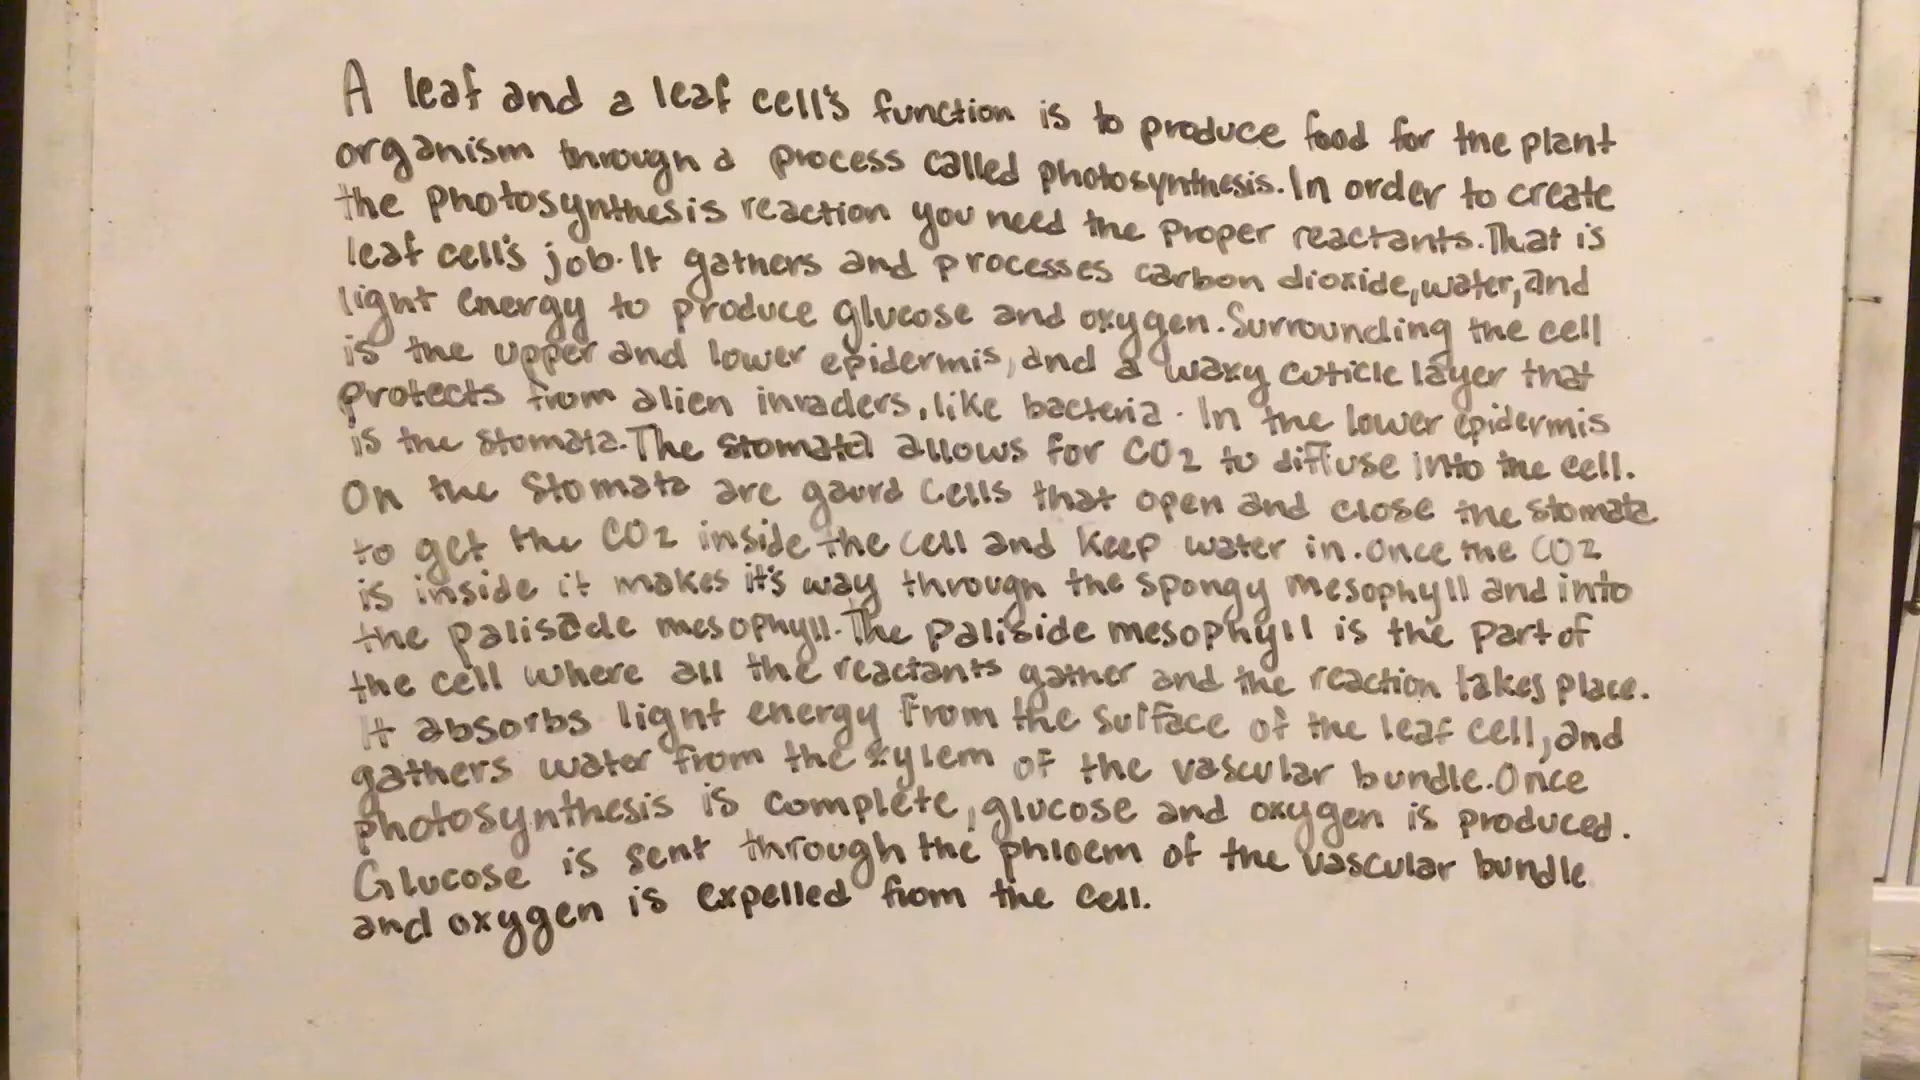 A leaf and a leaf cell's function is to produce food for the plant
organism through a process called photosynthesis. In order to create
the photosynthesis reaction you need the proper reactants. That is
leaf cell's job. It gathers and processes carbon dioxide, water, and
light energy to produce glucose and oxygen. Surrounding the cell
is the upper and lower epidermis, and a waxy cuticle layer that
protects from alien invaders, like bacteria. In the lower epidermis
is the stomata. The stomata allows for CO2 to diffuse into the cell.
On the stomata are gaurd cells that open and close the stomata
to get the CO2 inside the cell and keep water in. Once the CO2
is inside it makes it's way through the spongy mesophyll and into
the palisade mesophyll. The paliside mesophyll is the part of
the cell where all the reactants gather and the reaction takes place.
It absorbs light energy from the surface of the leaf cell, and
gathers water from the xylem of the vascular bundle. Once
photosynthesis is complete, glucose and oxygen is produced.
Glucose is sent through the phloem of the vascular bundle
and oxygen is expelled from the cell.